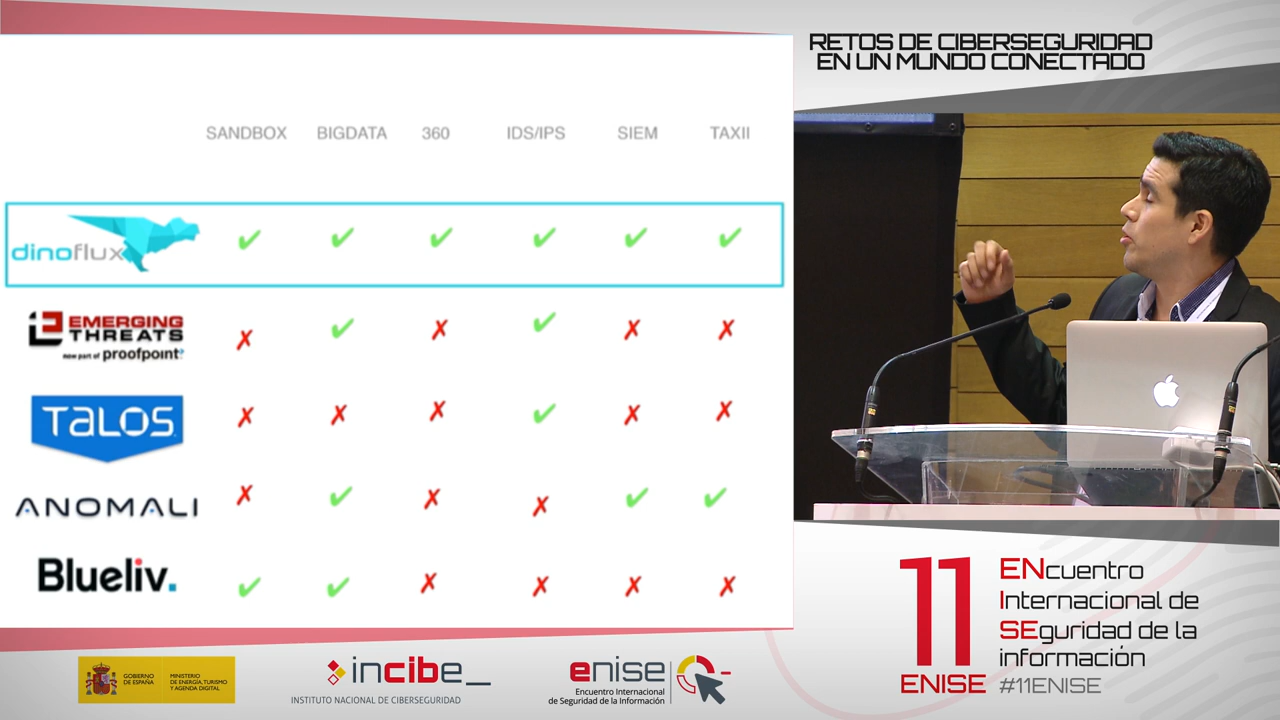 RETOS DE CIBERSEGURIDAD
EN UN MUNDO CONECTADO
SANDBOX BIGDATA 360 IDS/IPS SIEM TAXII
dinoflux ✔ ✔ ✔ ✔ ✔ ✔
EMERGING
THREATS
now part of proofpoint
✗ ✔ ✗ ✔ ✗ ✗
TALOS ✗ ✗ ✗ ✔ ✗ ✗
ANOMALI ✗ ✔ ✗ ✗ ✔ ✔
Blueliv. ✔ ✔ ✗ ✗ ✗ ✗
11
ENISE
ENcuentro
Internacional de
SEguridad de la
información
#11ENISE
GOBIERNO
DE ESPAÑA
MINISTERIO
DE ENERGÍA, TURISMO
Y AGENDA DIGITAL
incibe_
INSTITUTO NACIONAL DE CIBERSEGURIDAD
enise
Encuentro Internacional
de Seguridad de la Información